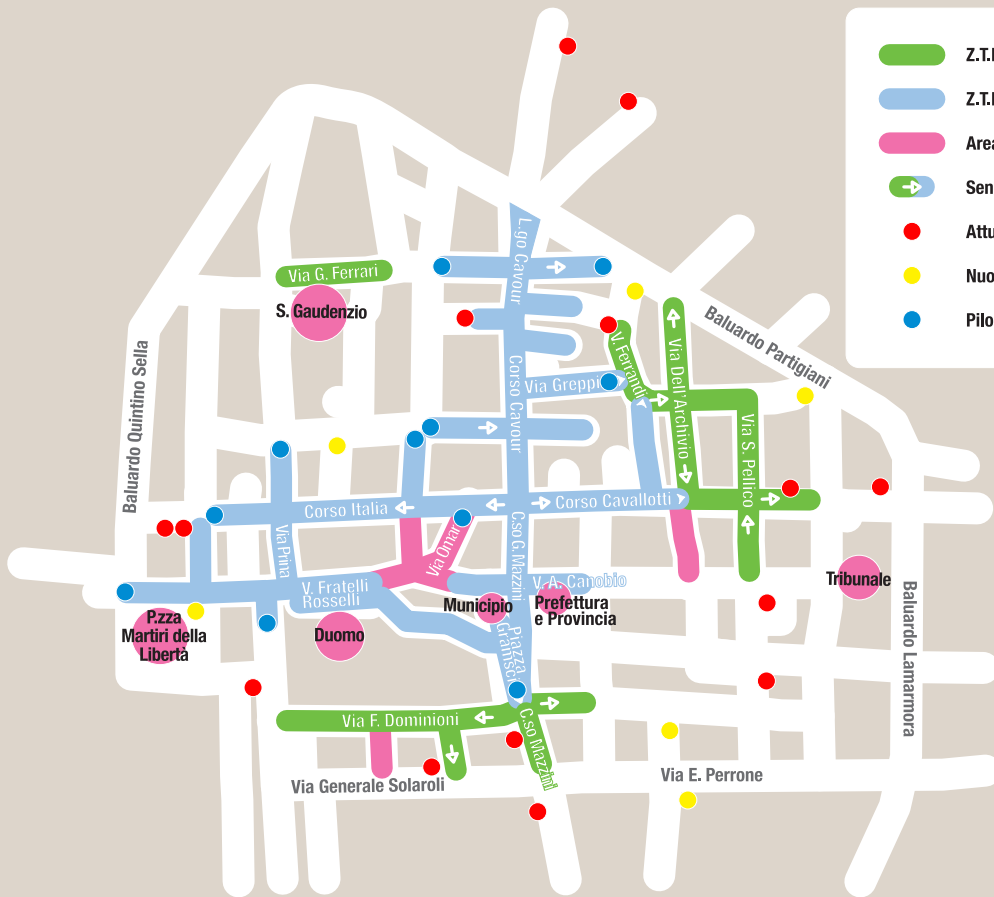 Z.T.
Z.T.
Area
Sen
Attu
Nuo
Pilo
L.go Cavour
Via G. Ferrari
S. Gaudenzio
Baluardo Quintino Sella
Baluardo Partigiani
V. Ferrandi
Via Dell'Archivio
Corso Cavour
Via Greppi
Via S. Pellico
Corso Italia
Corso Cavallotti
Via Prina
Via Omar
C.so G. Mazzini
V. Fratelli
Rosselli
V. A. Canobio
Municipio
Prefettura
e Provincia
Tribunale
P.zza
Martiri della
Libertà
Duomo
Piazza
Gramsci
Baluardo Lamarmora
Via F. Dominioni
C.so Mazzini
Via Generale Solaroli
Via E. Perrone